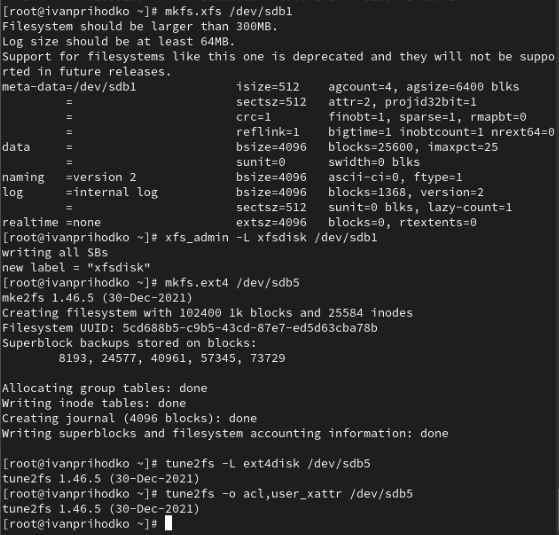 [root@ivanprihodko ~]# mkfs.xfs /dev/sdb1
Filesystem should be larger than 300MB.
Log size should be at least 64MB.
Support for filesystems like this one is deprecated and they will not be suppo
rted in future releases.
meta-data=/dev/sdb1              isize=512    agcount=4, agsize=6400 blks
         =                       sectsz=512   attr=2, projid32bit=1
         =                       crc=1        finobt=1, sparse=1, rmapbt=0
         =                       reflink=1    bigtime=1 inobtcount=1 nrext64=0
data     =                       bsize=4096   blocks=25600, imaxpct=25
         =                       sunit=0      swidth=0 blks
naming   =version 2              bsize=4096   ascii-ci=0, ftype=1
log      =internal log           bsize=4096   blocks=1368, version=2
         =                       sectsz=512   sunit=0 blks, lazy-count=1
realtime =none                   extsz=4096   blocks=0, rtextents=0
[root@ivanprihodko ~]# xfs_admin -L xfsdisk /dev/sdb1
writing all SBs
new label = "xfsdisk"
[root@ivanprihodko ~]# mkfs.ext4 /dev/sdb5
mke2fs 1.46.5 (30-Dec-2021)
Creating filesystem with 102400 1k blocks and 25584 inodes
Filesystem UUID: 5cd688b5-c9b5-43cd-87e7-ed5d63cba78b
Superblock backups stored on blocks:
        8193, 24577, 40961, 57345, 73729

Allocating group tables: done
Writing inode tables: done
Creating journal (4096 blocks): done
Writing superblocks and filesystem accounting information: done

[root@ivanprihodko ~]# tune2fs -L ext4disk /dev/sdb5
tune2fs 1.46.5 (30-Dec-2021)
[root@ivanprihodko ~]# tune2fs -o acl,user_xattr /dev/sdb5
tune2fs 1.46.5 (30-Dec-2021)
[root@ivanprihodko ~]#